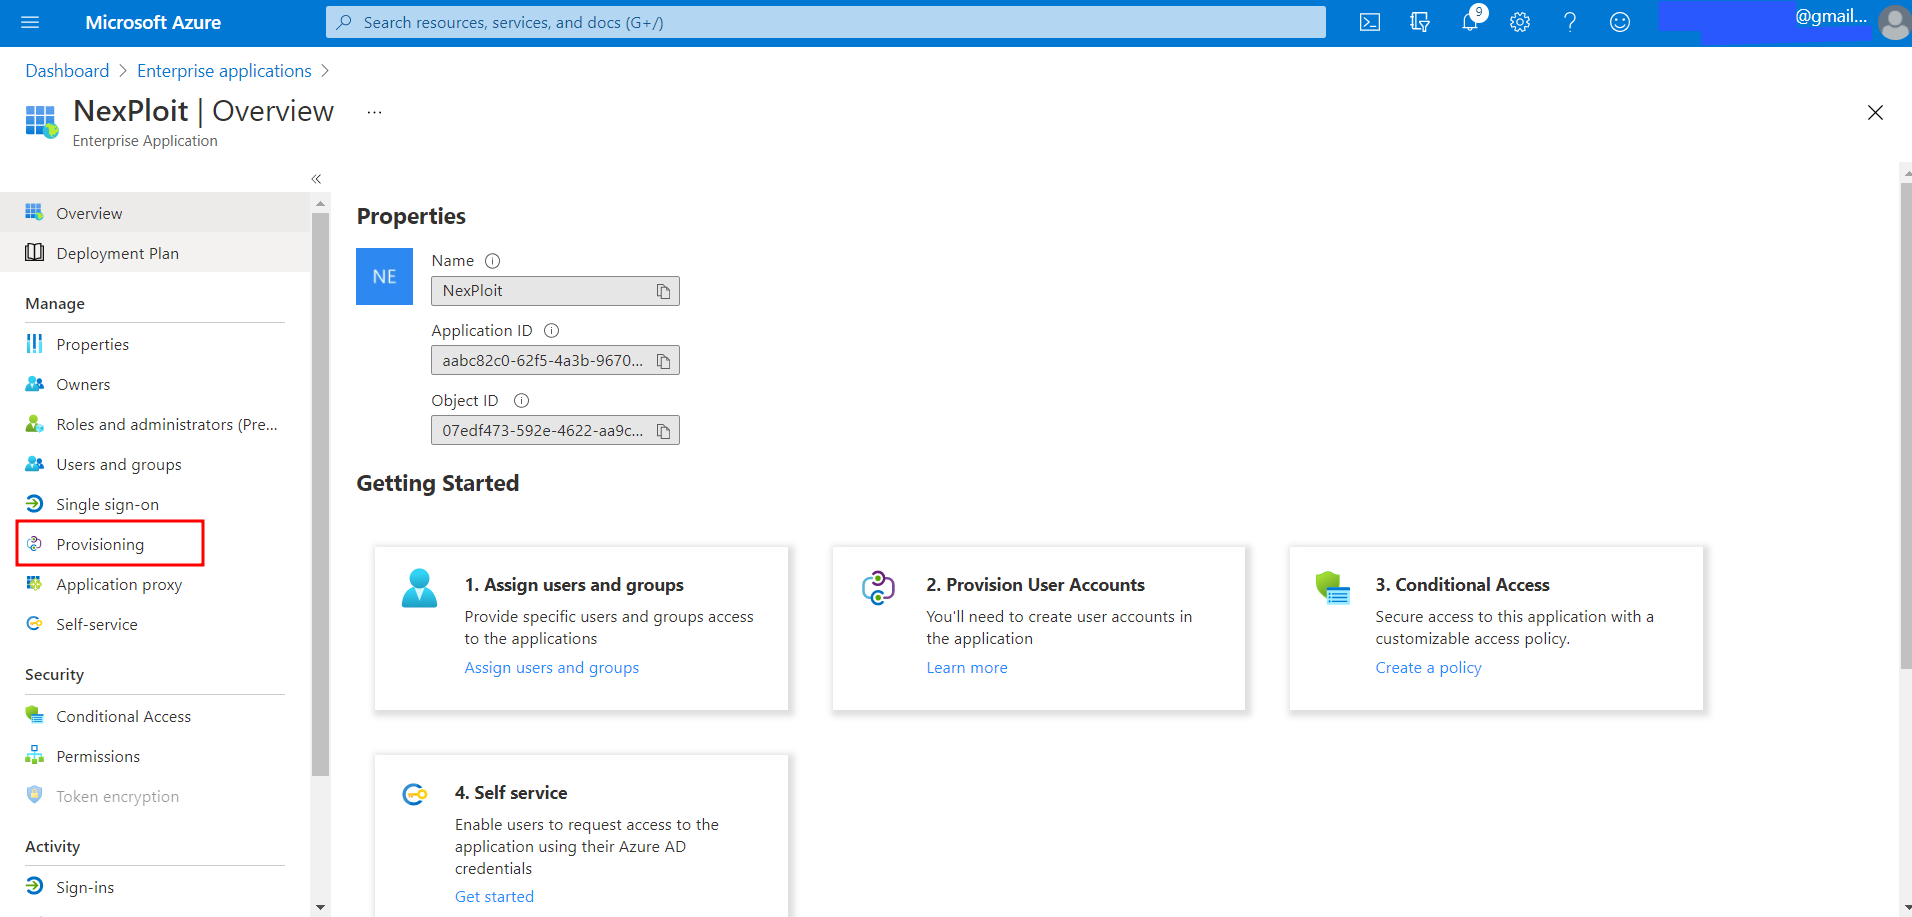 Microsoft Azure
Search resources, services, and docs (G+/)
9
@gmail...
Dashboard > Enterprise applications >
NexPloit | Overview ...
Enterprise Application
«
Overview
Deployment Plan
Manage
Properties
Owners
Roles and administrators (Pre...
Users and groups
Single sign-on
Provisioning
Application proxy
Self-service
Security
Conditional Access
Permissions
Token encryption
Activity
Sign-ins
Properties
NE
Name
NexPloit
Application ID
aabc82c0-62f5-4a3b-9670...
Object ID
07edf473-592e-4622-aa9c...
Getting Started
1. Assign users and groups
Provide specific users and groups access
to the applications
Assign users and groups
2. Provision User Accounts
You'll need to create user accounts in
the application
Learn more
3. Conditional Access
Secure access to this application with a
customizable access policy.
Create a policy
4. Self service
Enable users to request access to the
application using their Azure AD
credentials
Get started